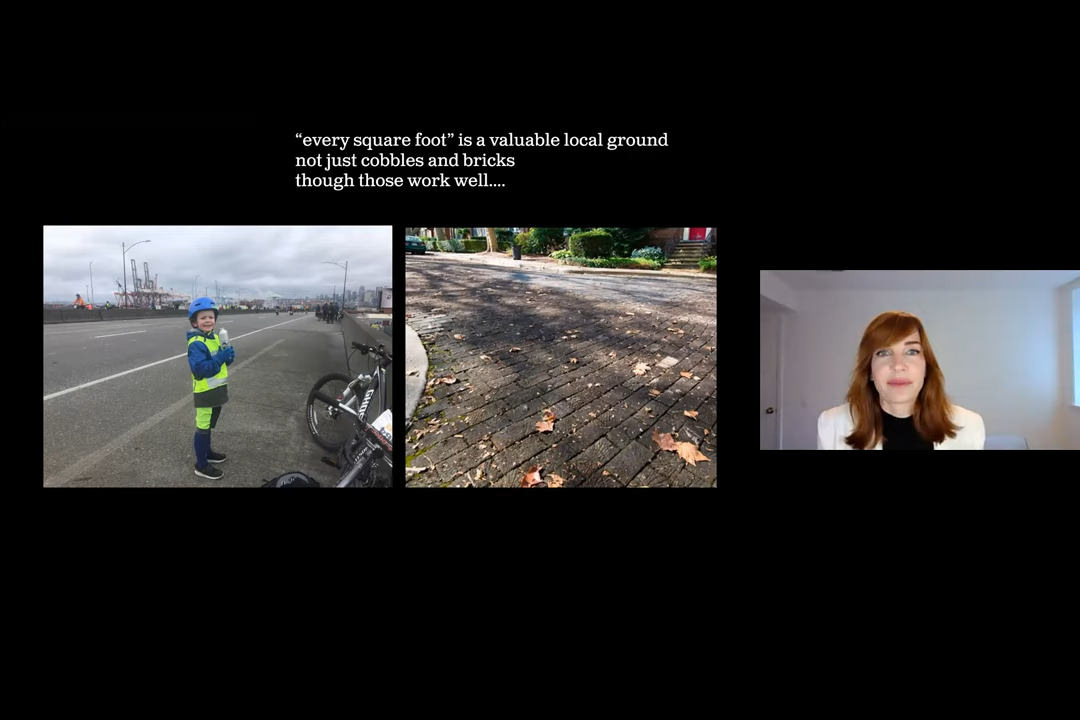 “every square foot” is a valuable local ground
not just cobbles and bricks
though those work well....